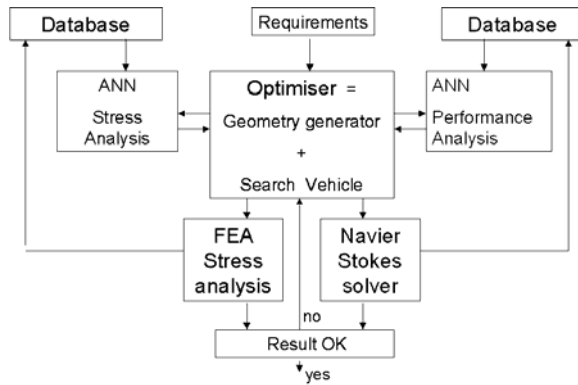 Database
Requirements
Database
ANN
Stress
Analysis
Optimiser =
Geometry generator
+
Search Vehicle
ANN
Performance
Analysis
FEA
Stress
analysis
Navier
Stokes
solver
no
Result OK
yes